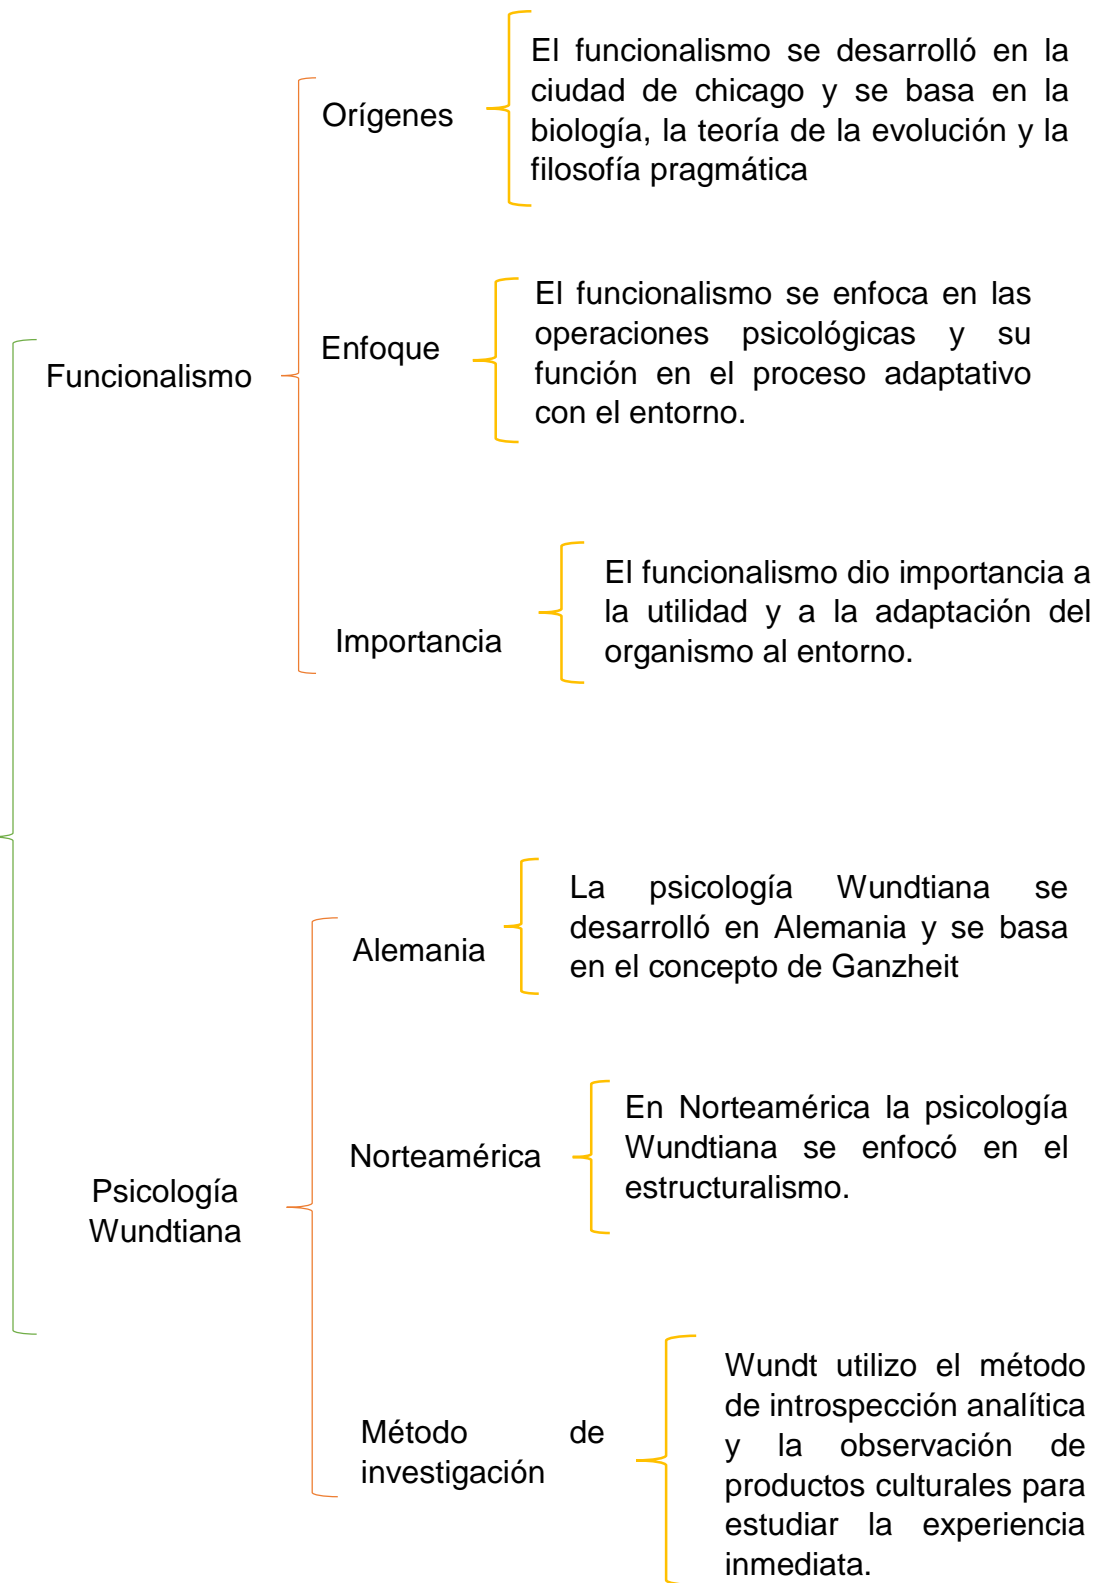 Funcionalismo
Orígenes
El funcionalismo se desarrolló en la
ciudad de chicago y se basa en la
biología, la teoría de la evolución y la
filosofía pragmática
Enfoque
El funcionalismo se enfoca en las
operaciones psicológicas y su
función en el proceso adaptativo
con el entorno.
Importancia
El funcionalismo dio importancia a
la utilidad y a la adaptación del
organismo al entorno.
Psicología
Wundtiana
Alemania
La psicología Wundtiana se
desarrolló en Alemania y se basa
en el concepto de Ganzheit
Norteamérica
En Norteamérica la psicología
Wundtiana se enfocó en el
estructuralismo.
Método de
investigación
Wundt utilizo el método
de introspección analítica
y la observación de
productos culturales para
estudiar la experiencia
inmediata.